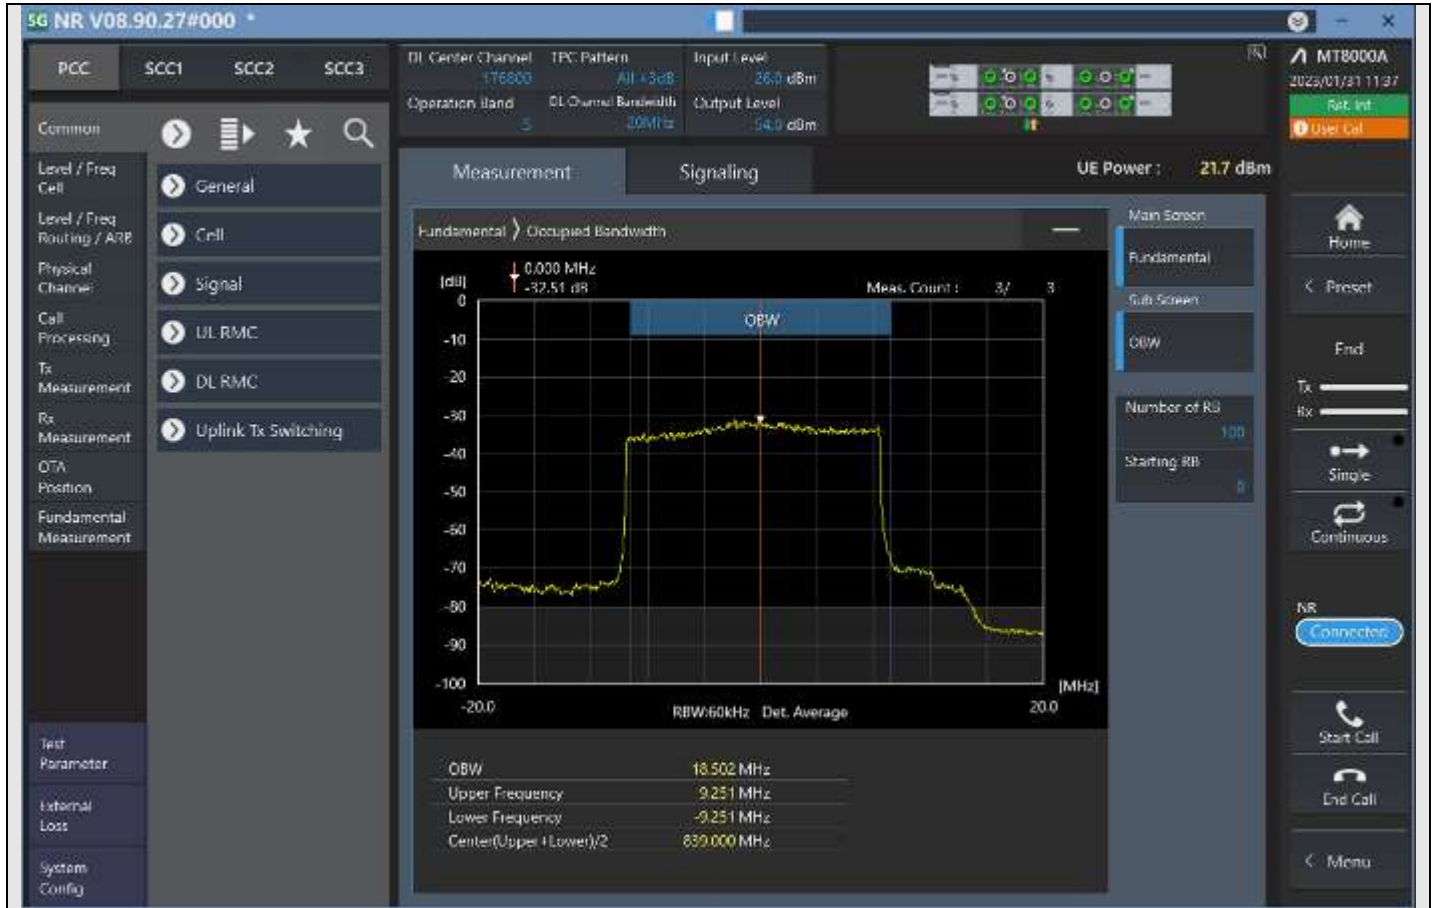 SG NR V08.90.27#000 *
PCC SCC1 SCC2 SCC3
DL Center Channel TPC Pattern Input Level
176800 All +3dB 26.0 dBm
Operation Band DL Channel Bandwidth Output Level
5 20MHz -54.0 dBm
MT8000A
2023/01/31 11:37
Ref. Int
User Cal
Common
Level / Freq
Cell
Level / Freq
Routing / ARB
Physical
Channel
Call
Processing
Tx
Measurement
Rx
Measurement
OTA
Position
Fundamental
Measurement
Test
Parameter
External
Loss
System
Config
General
Cell
Signal
UL RMC
DL RMC
Uplink Tx Switching
Measurement Signaling
UE Power : 21.7 dBm
Fundamental Occupied Bandwidth
0.000 MHz
-32.51 dB
Meas. Count : 3/ 3
[dB]
OBW
0
-10
-20
-30
-40
-50
-60
-70
-80
-90
-100
-20.0 20.0
[MHz]
RBW:60kHz Det. Average
OBW 18.502 MHz
Upper Frequency 9.251 MHz
Lower Frequency -9.251 MHz
Center(Upper+Lower)/2 839.000 MHz
Main Screen
Fundamental
Sub Screen
OBW
Number of RB
100
Starting RB
0
Home
Preset
End
Tx
Rx
Single
Continuous
NR
Connected
Start Call
End Call
Menu